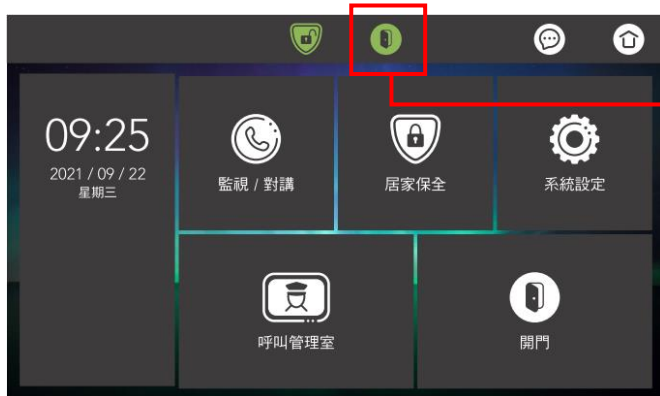 09:25
2021 / 09 / 22
星期三
監視 / 對講
居家保全
系統設定
呼叫管理室
開門